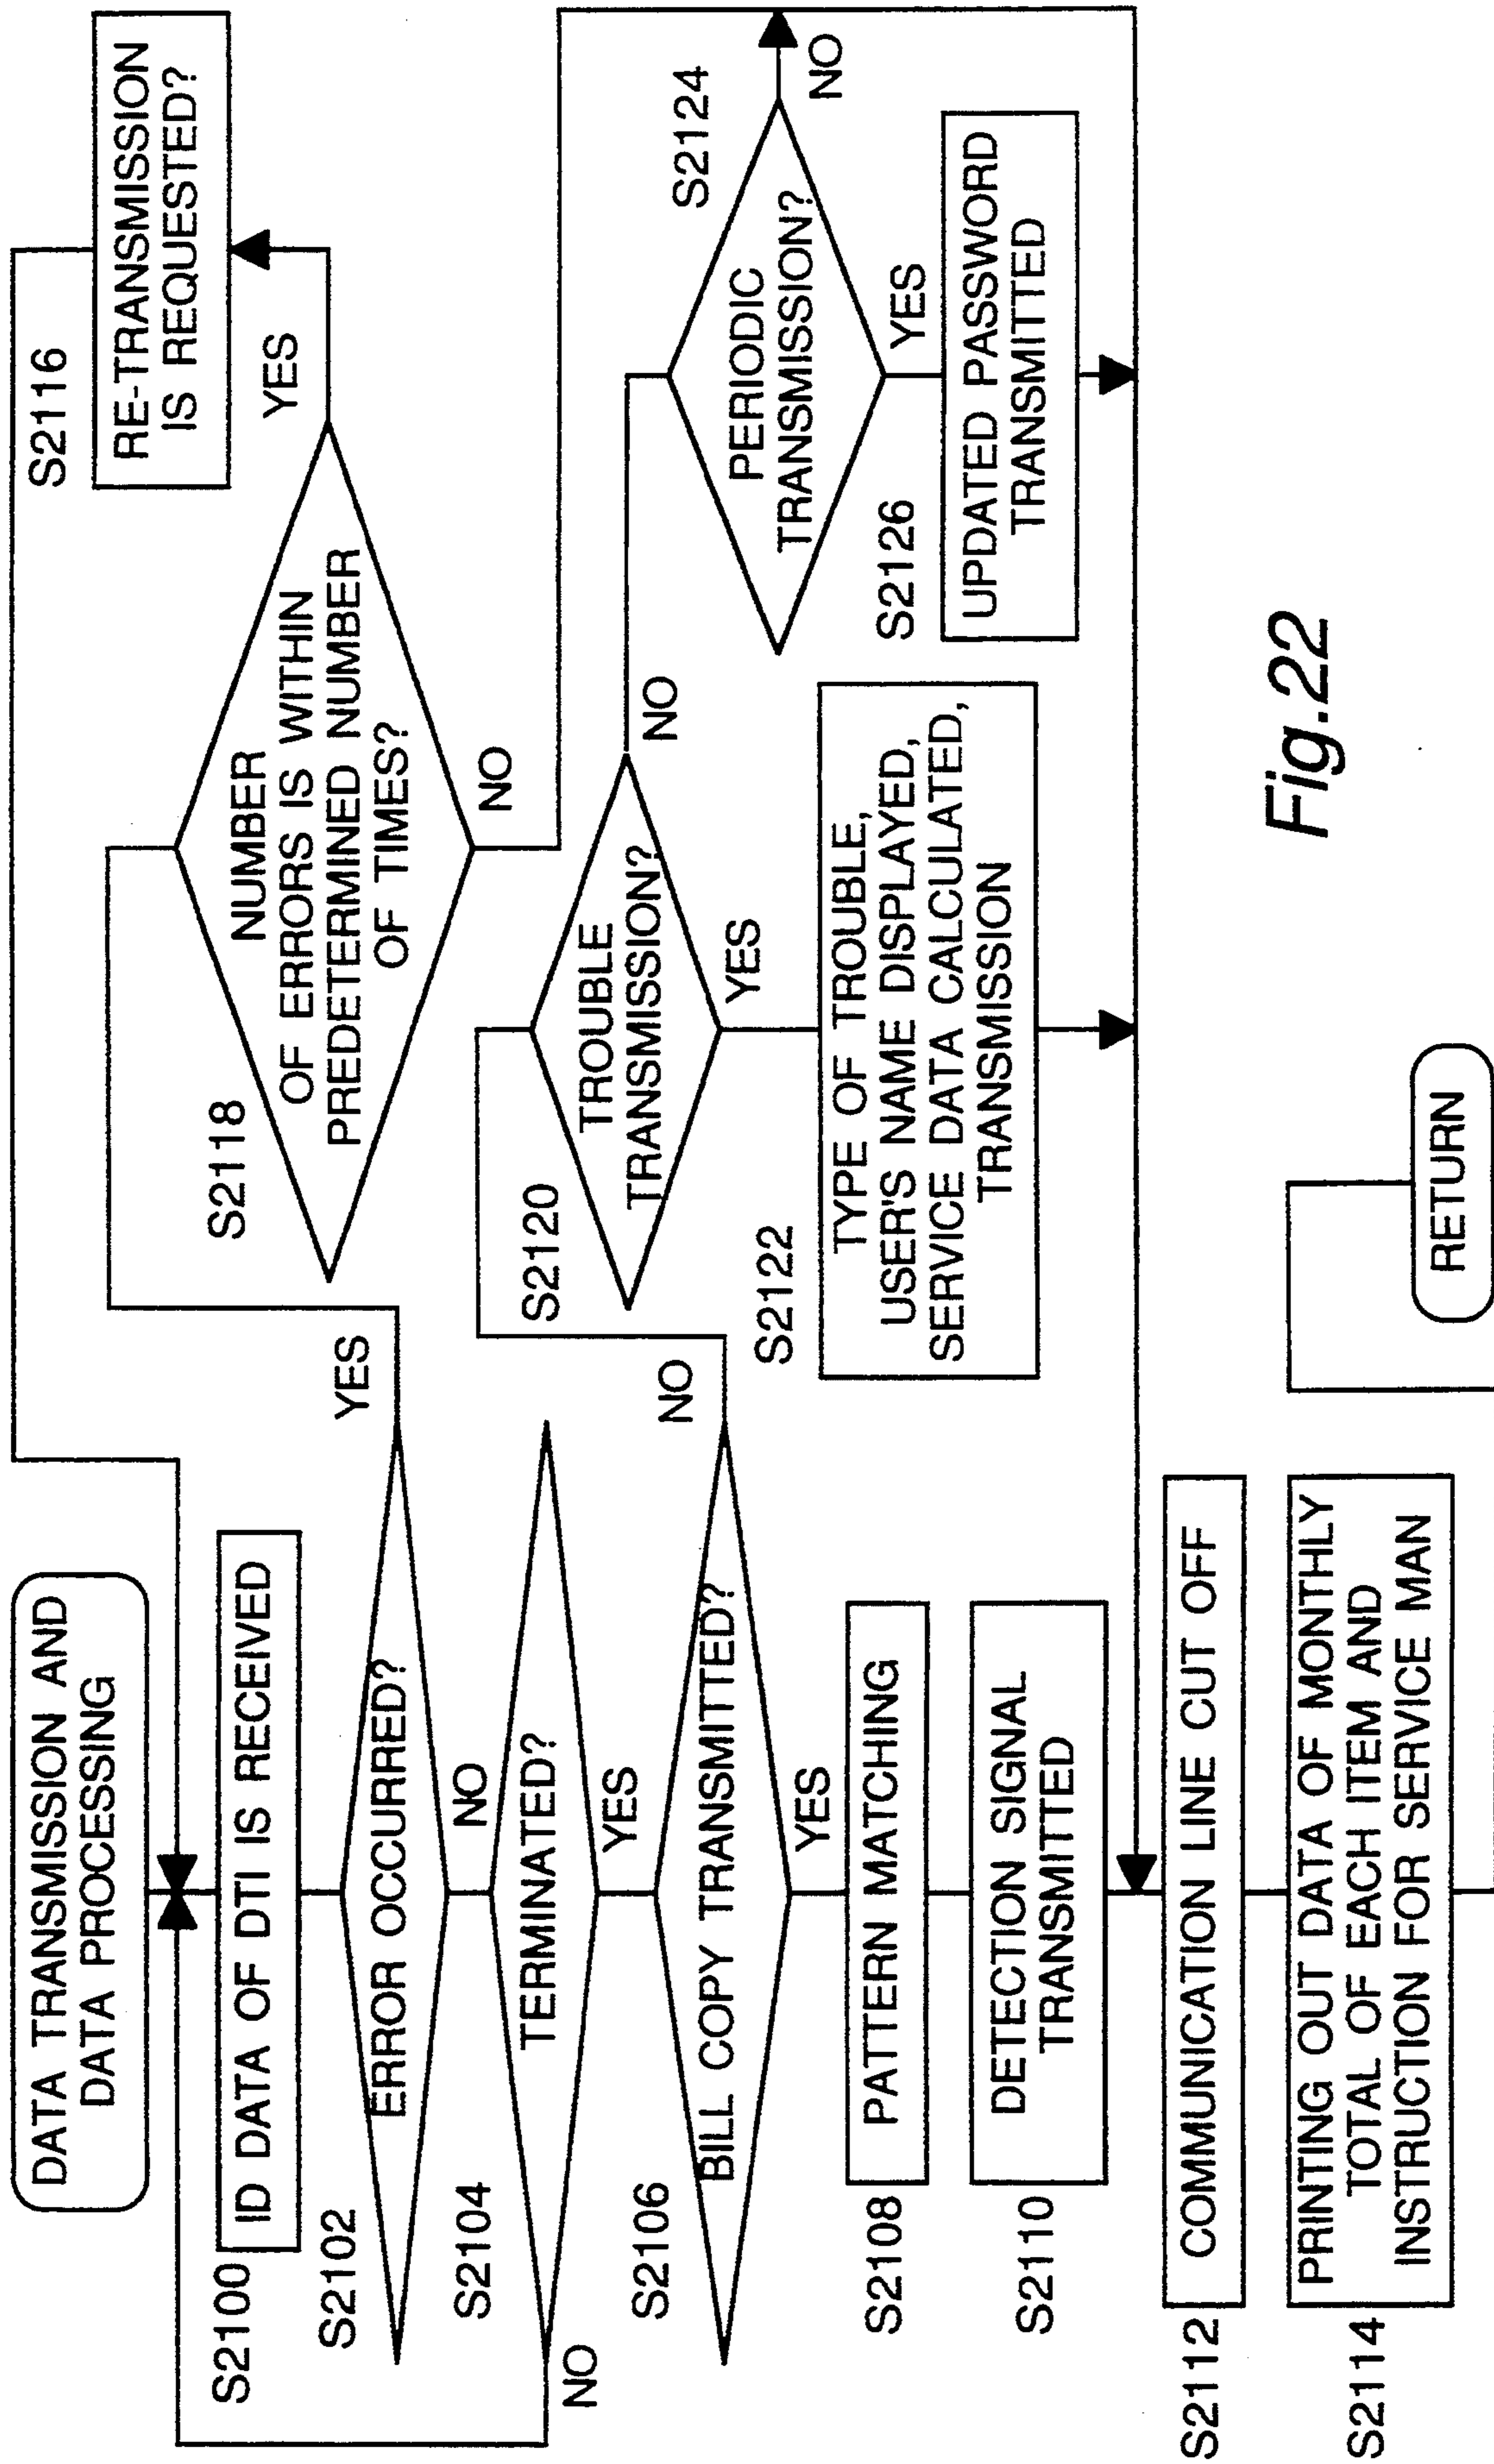 DATA TRANSMISSION AND
DATA PROCESSING
S2100
ID DATA OF DTI IS RECEIVED
S2102
ERROR OCCURRED?
YES
NO
S2104
TERMINATED?
NO
YES
S2106
BILL COPY TRANSMITTED?
NO
YES
S2108
PATTERN MATCHING
S2110
DETECTION SIGNAL
TRANSMITTED
S2112
COMMUNICATION LINE CUT OFF
S2114
PRINTING OUT DATA OF MONTHLY
TOTAL OF EACH ITEM AND
INSTRUCTION FOR SERVICE MAN
RETURN
S2116
RE-TRANSMISSION
IS REQUESTED?
YES
S2118
NUMBER
OF ERRORS IS WITHIN
PREDETERMINED NUMBER
OF TIMES?
NO
S2120
TROUBLE
TRANSMISSION?
NO
YES
S2122
TYPE OF TROUBLE,
USER'S NAME DISPLAYED,
SERVICE DATA CALCULATED,
TRANSMISSION
S2124
PERIODIC
TRANSMISSION?
NO
YES
S2126
UPDATED PASSWORD
TRANSMITTED
Fig.22